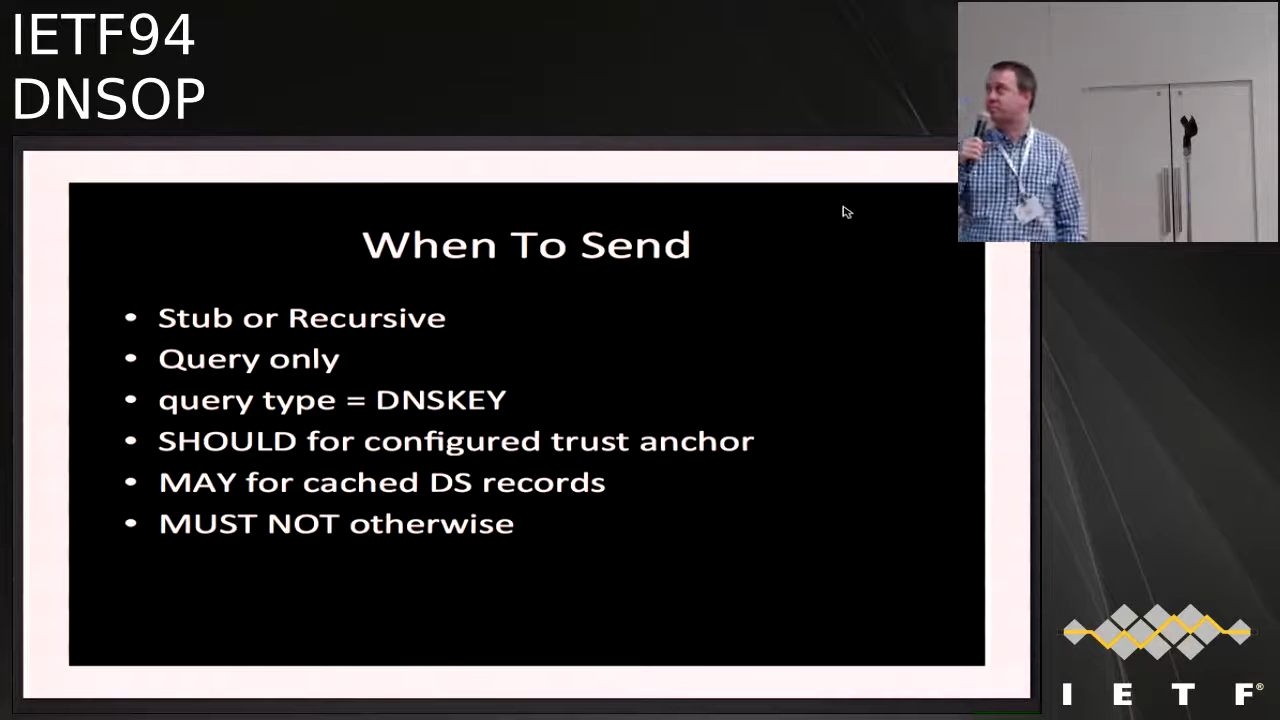 IETF94
DNSOP
When To Send
• Stub or Recursive
• Query only
• query type = DNSKEY
• SHOULD for configured trust anchor
• MAY for cached DS records
• MUST NOT otherwise
I E T F®